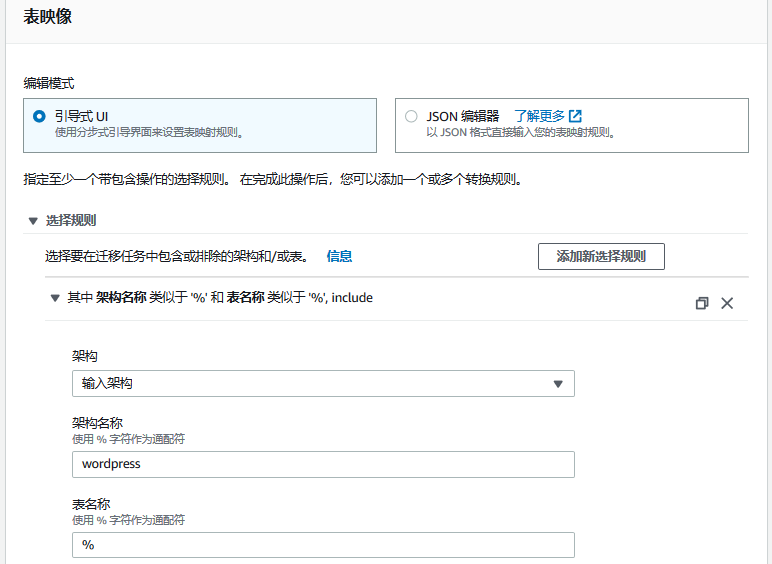 表映像
编辑模式
引导式 UI
使用分步式引导界面来设置表映射规则。
JSON 编辑器 了解更多
以 JSON 格式直接输入您的表映射规则。
指定至少一个带包含操作的选择规则。 在完成此操作后，您可以添加一个或多个转换规则。
选择规则
选择要在迁移任务中包含或排除的架构和/或表。 信息
添加新选择规则
其中 架构名称 类似于 '%' 和 表名称 类似于 '%', include
架构
输入架构
架构名称
使用 % 字符作为通配符
wordpress
表名称
使用 % 字符作为通配符
%